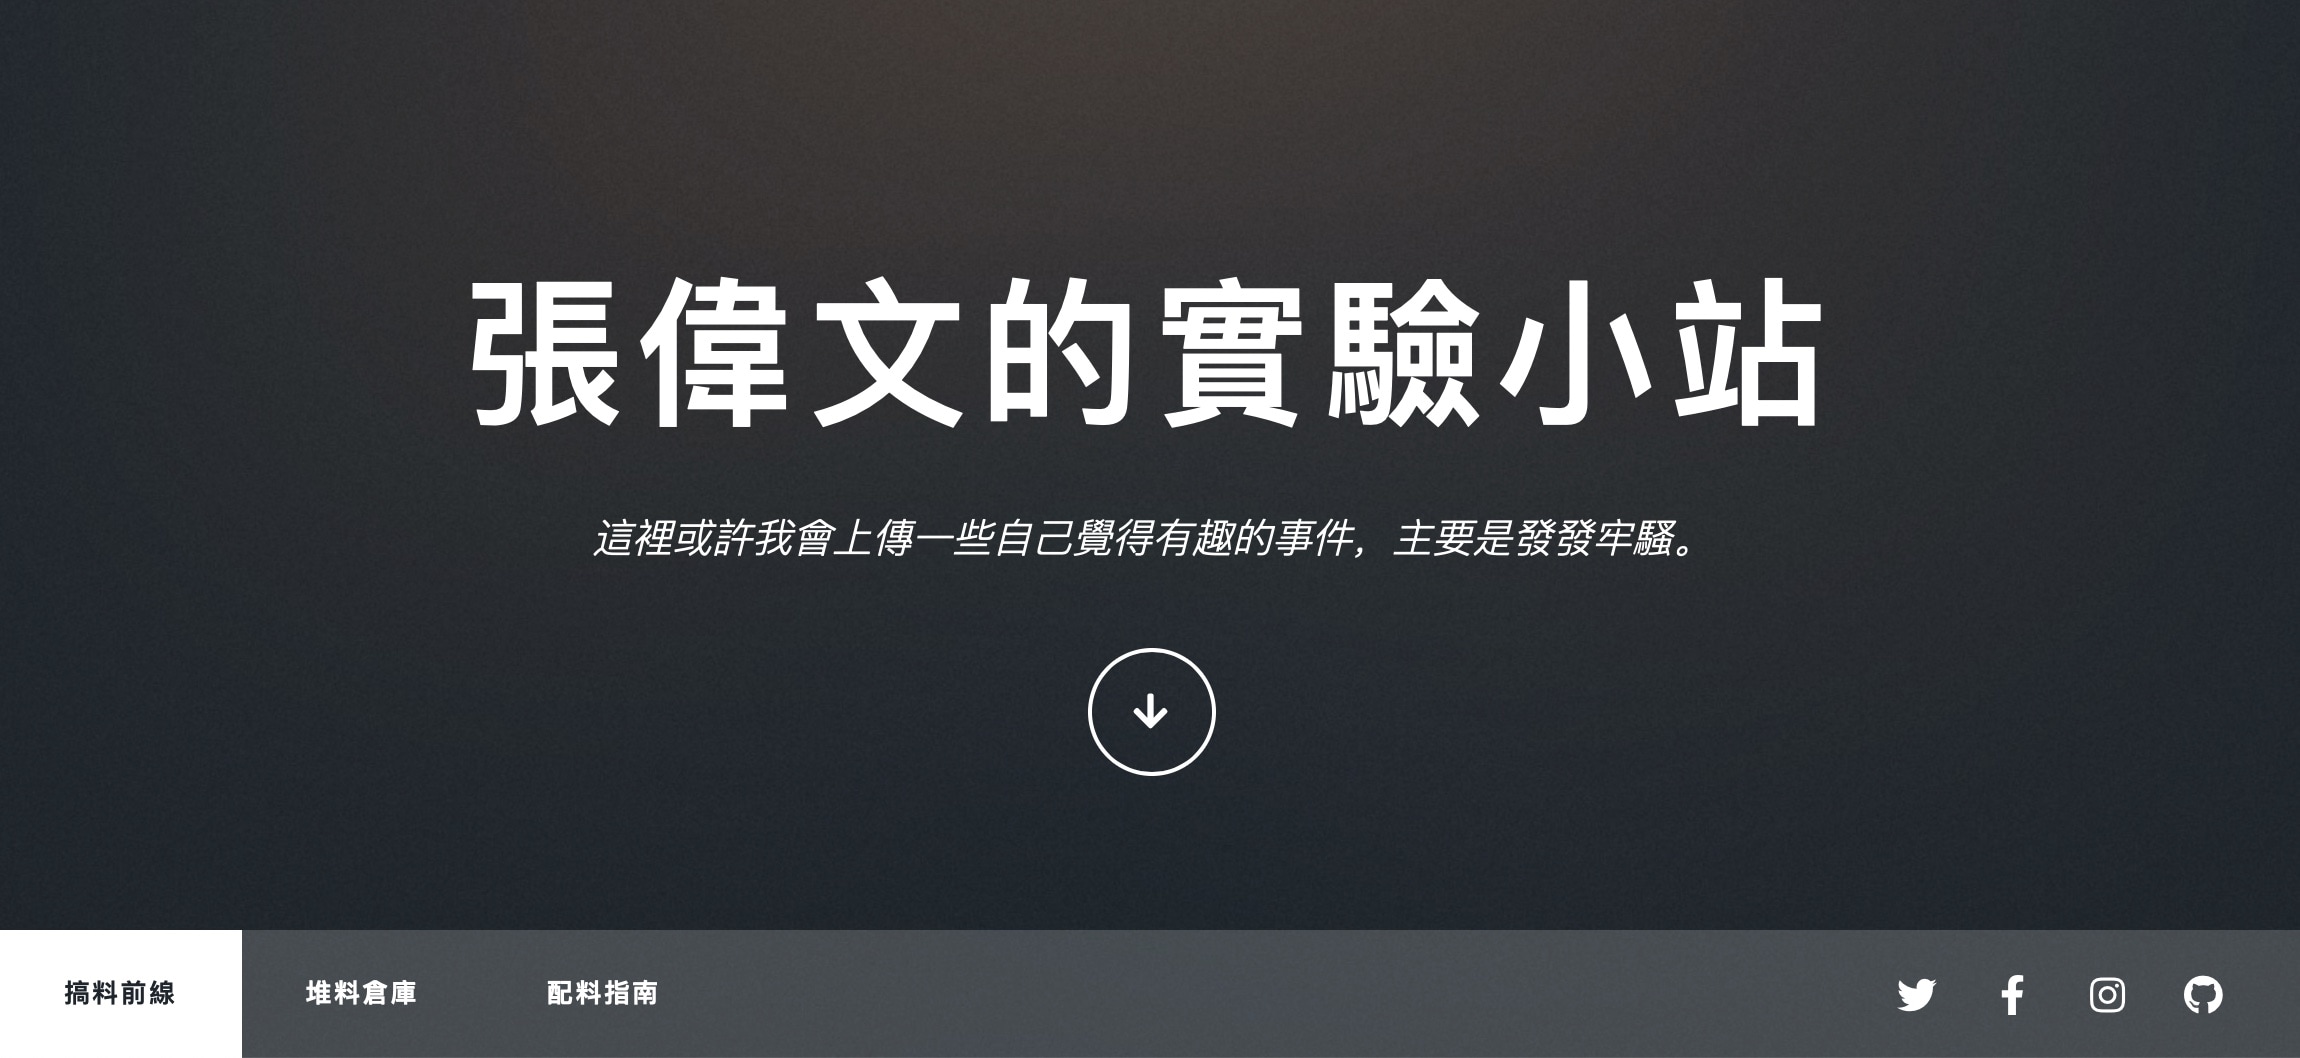 張偉文的實驗小站
這裡或許我會上傳一些自己覺得有趣的事件，主要是發發牢騷。
搞料前線
堆料倉庫
配料指南